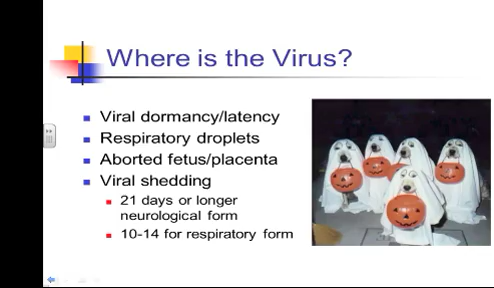 Where is the Virus?
Viral dormancy/latency
Respiratory droplets
Aborted fetus/placenta
Viral shedding
21 days or longer
neurological form
10-14 for respiratory form